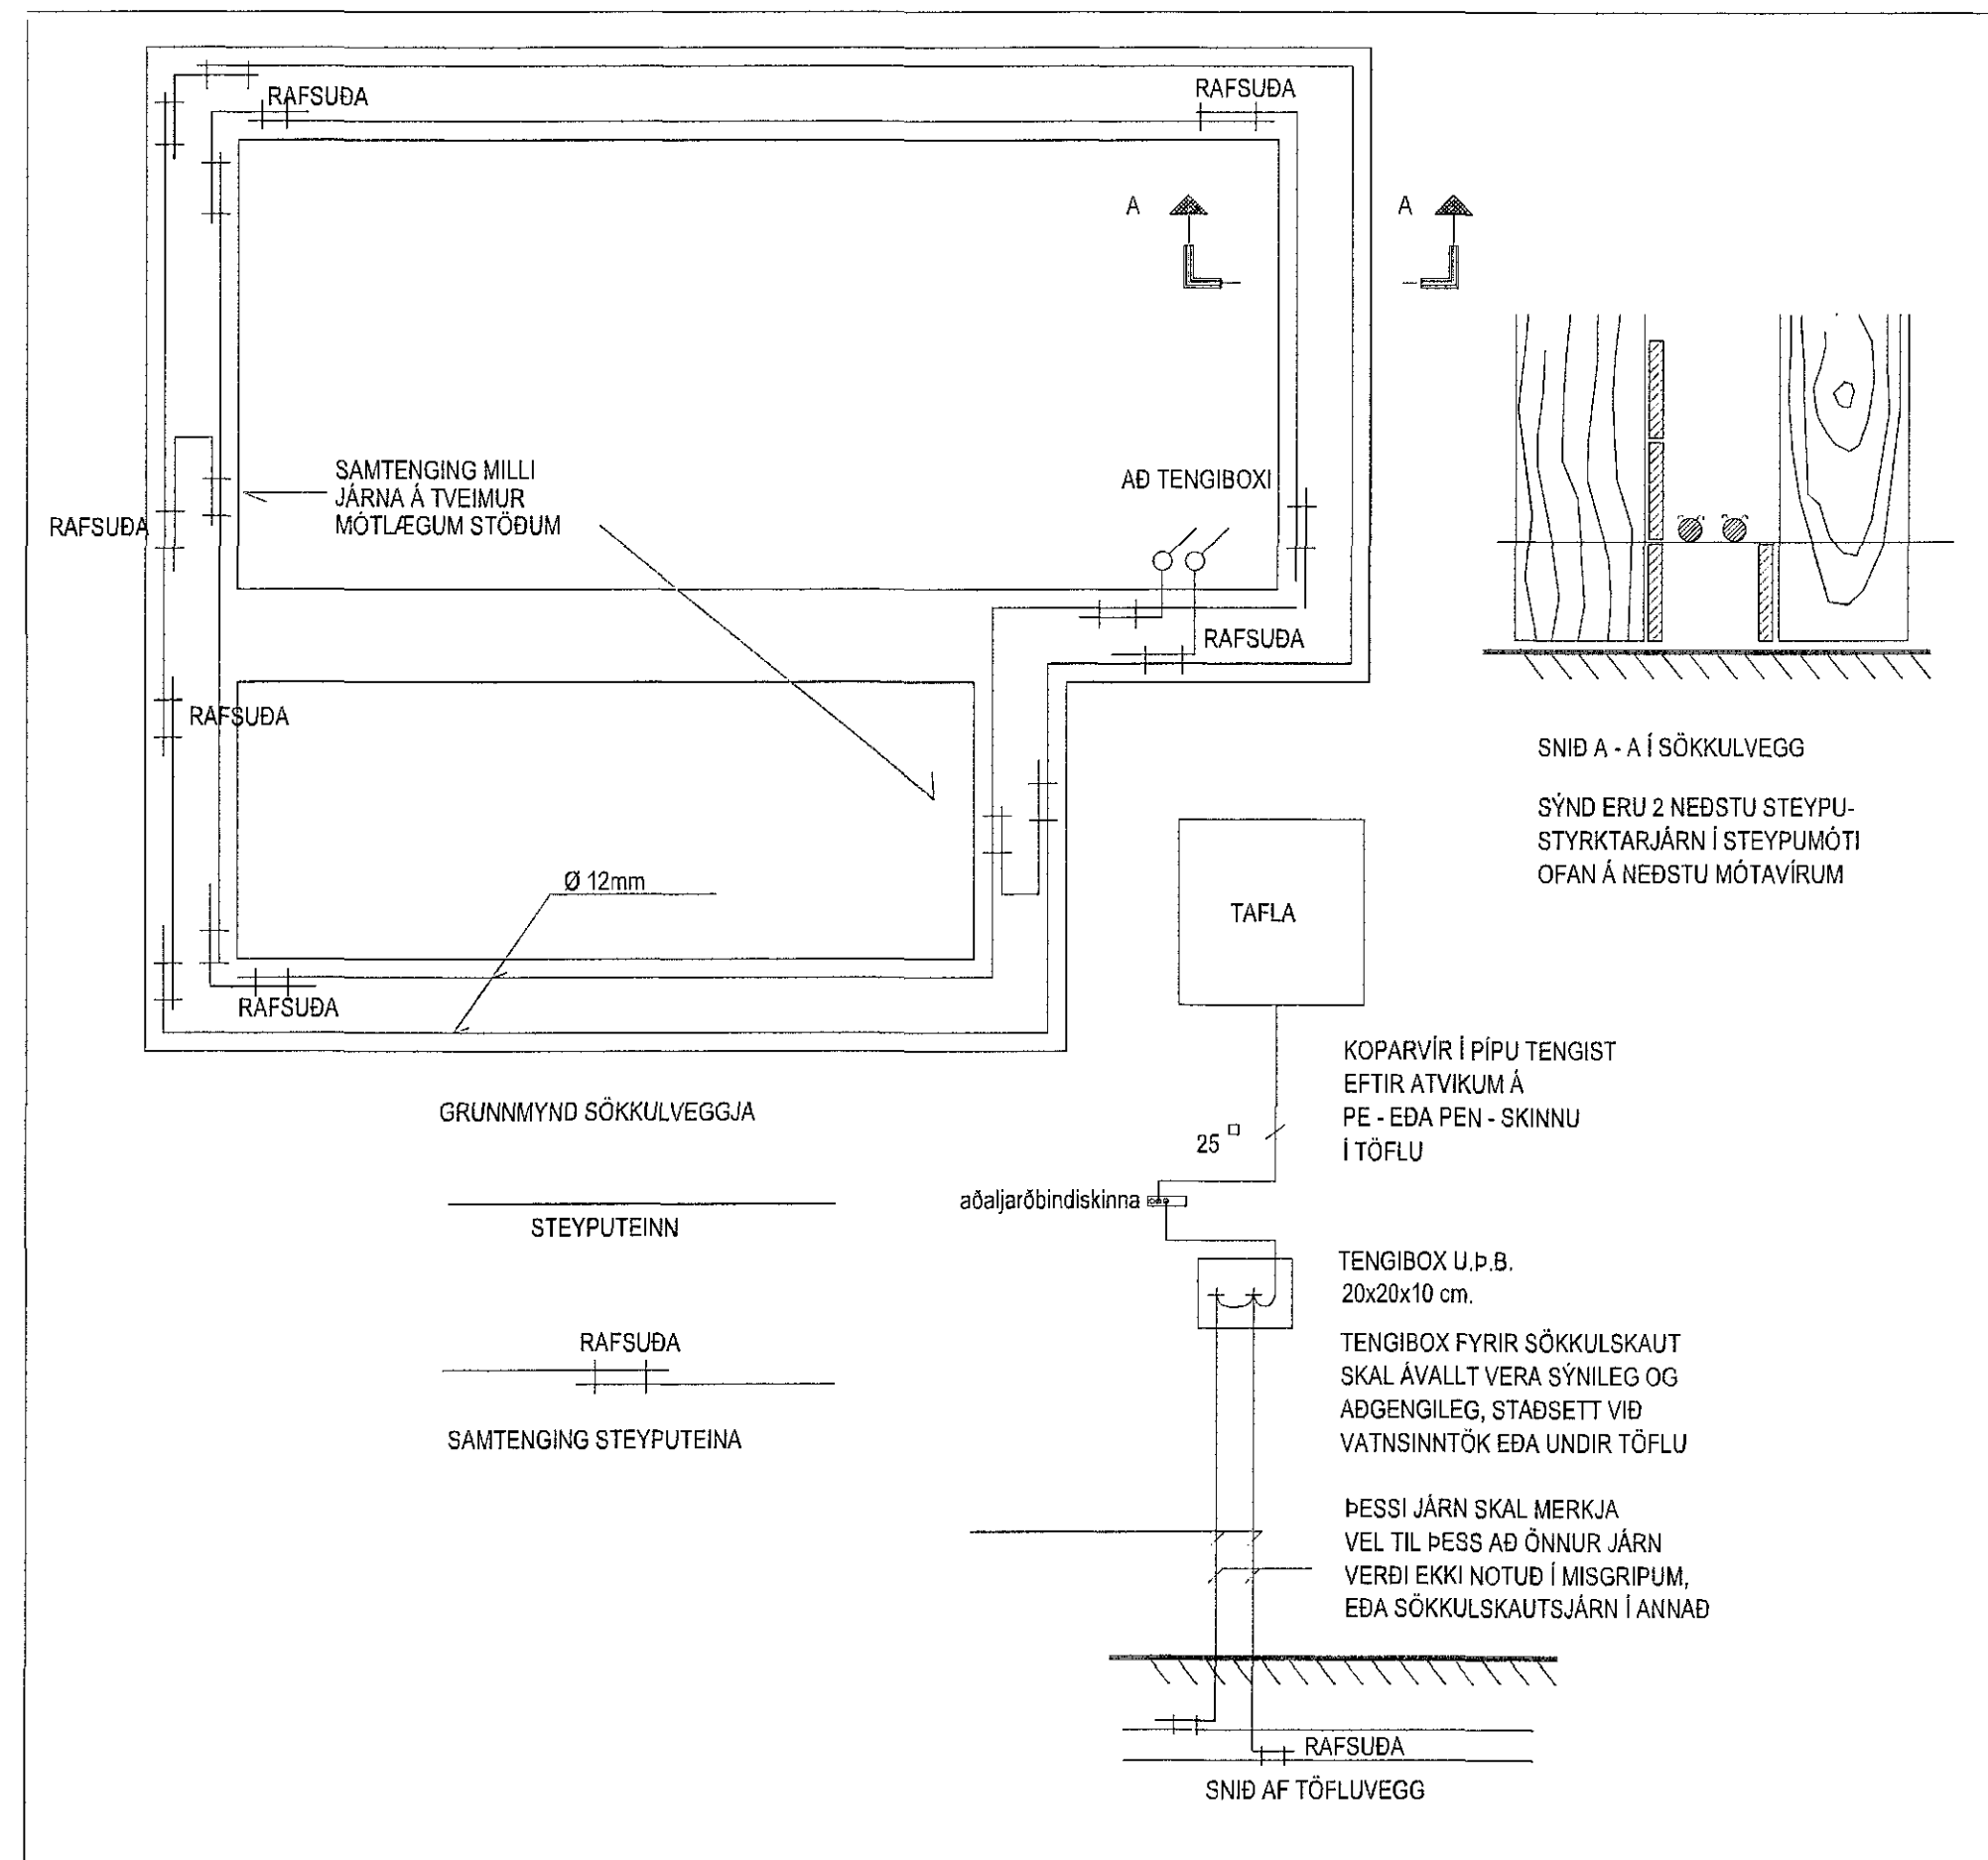 RAFSUÐA
RAFSUÐA
A
A
SAMTENGING MILLI
JÁRNA Á TVEIMUR
MÓTLÆGUM STÖÐUM
AÐ TENGIBOXI
RAFSUÐA
RAFSUÐA
RAFSUÐA
SNIÐ A - A Í SÖKKULVEGG
SÝND ERU 2 NEÐSTU STEYPU-
STYRKTARJÁRN Í STEYPUMÓTI
OFAN Á NEÐSTU MÓTAVÍRUM
Ø 12mm
TAFLA
RAFSUÐA
KOPARVÍR Í PÍPU TENGIST
EFTIR ATVIKUM Á
PE - EÐA PEN - SKINNU
Í TÖFLU
25 □
GRUNNMYND SÖKKULVEGGJA
aðaljarðbindiskinna
STEYPUTEINN
TENGIBOX U.Þ.B.
20x20x10 cm.
RAFSUÐA
TENGIBOX FYRIR SÖKKULSKAUT
SKAL ÁVALLT VERA SÝNILEG OG
AÐGENGILEG, STAÐSETT VIÐ
VATNSINNTÖK EÐA UNDIR TÖFLU
SAMTENGING STEYPUTEINA
ÞESSI JÁRN SKAL MERKJA
VEL TIL ÞESS AÐ ÖNNUR JÁRN
VERÐI EKKI NOTUÐ Í MISGRIPUM,
EÐA SÖKKULSKAUTSJÁRN Í ANNAÐ
RAFSUÐA
SNIÐ AF TÖFLUVEGG